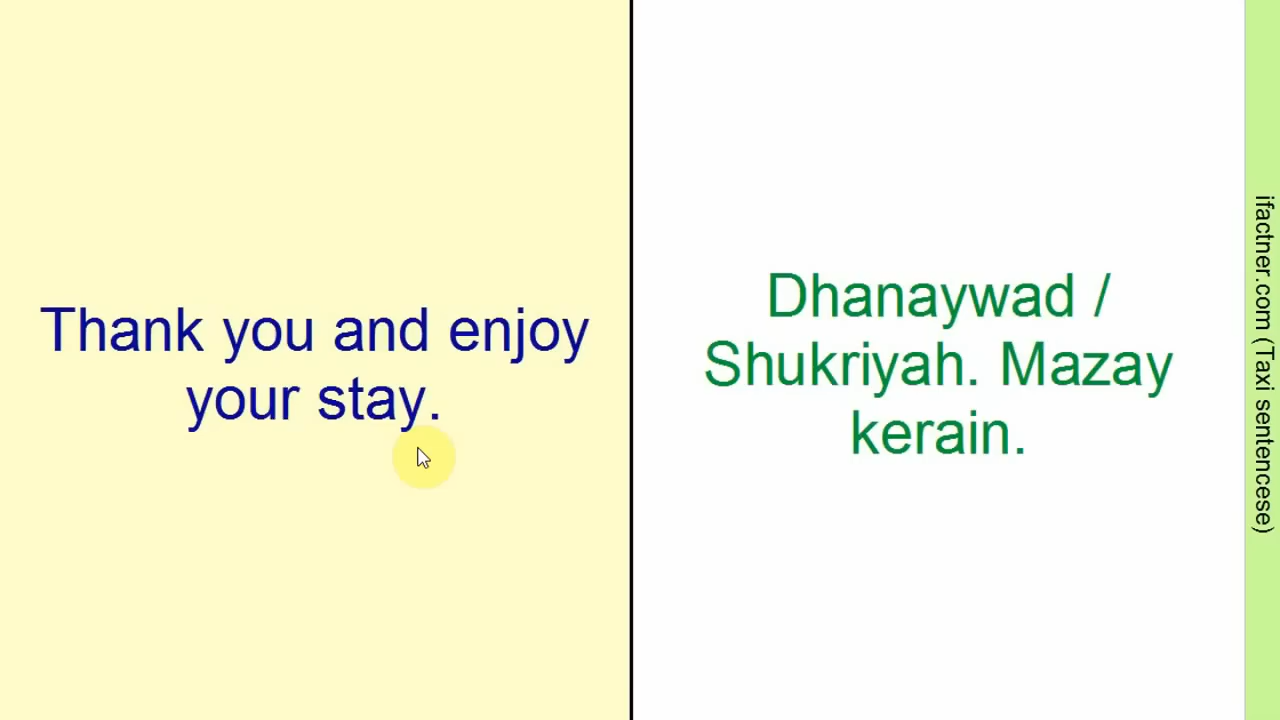 Thank you and enjoy
your stay.
Dhanaywad /
Shukriyah. Mazay
kerain.
ifactner.com (Taxi sentencese)